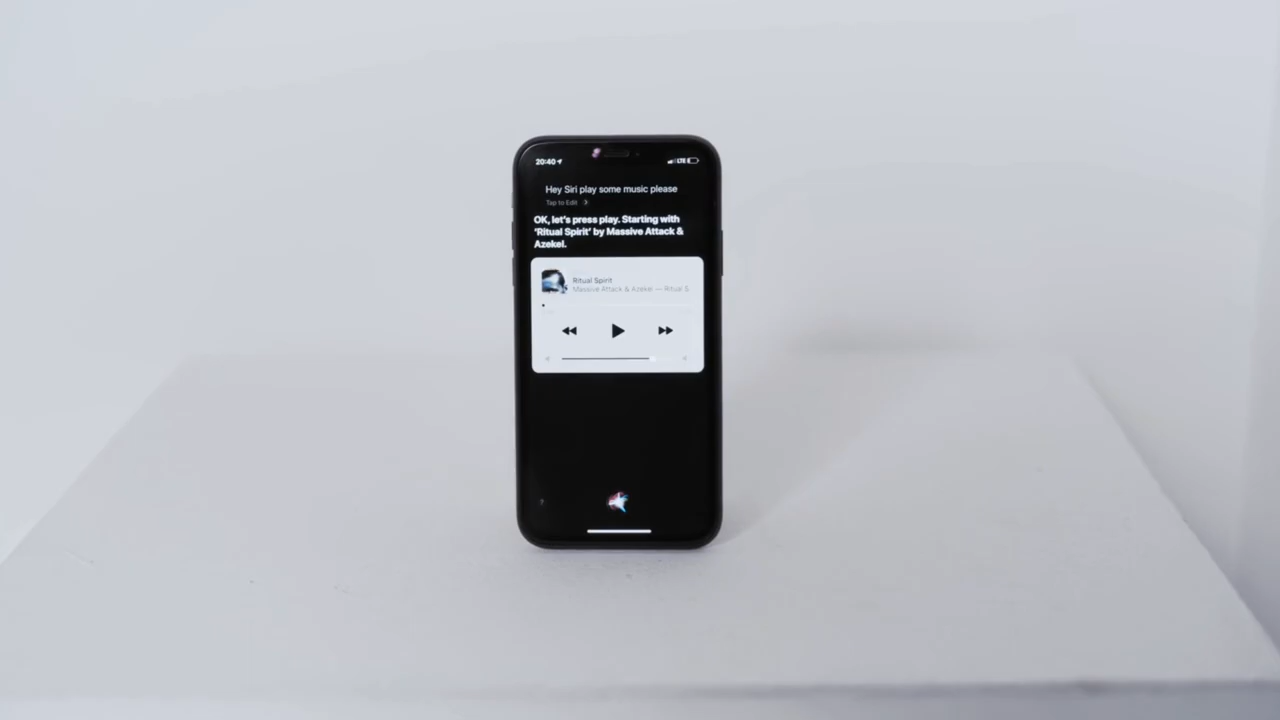 20:40
LTE
Hey Siri play some music please
Tap to Edit
OK, let's press play. Starting with
'Ritual Spirit' by Massive Attack &
Azekel.
Ritual Spirit
Massive Attack & Azekel — Ritual S